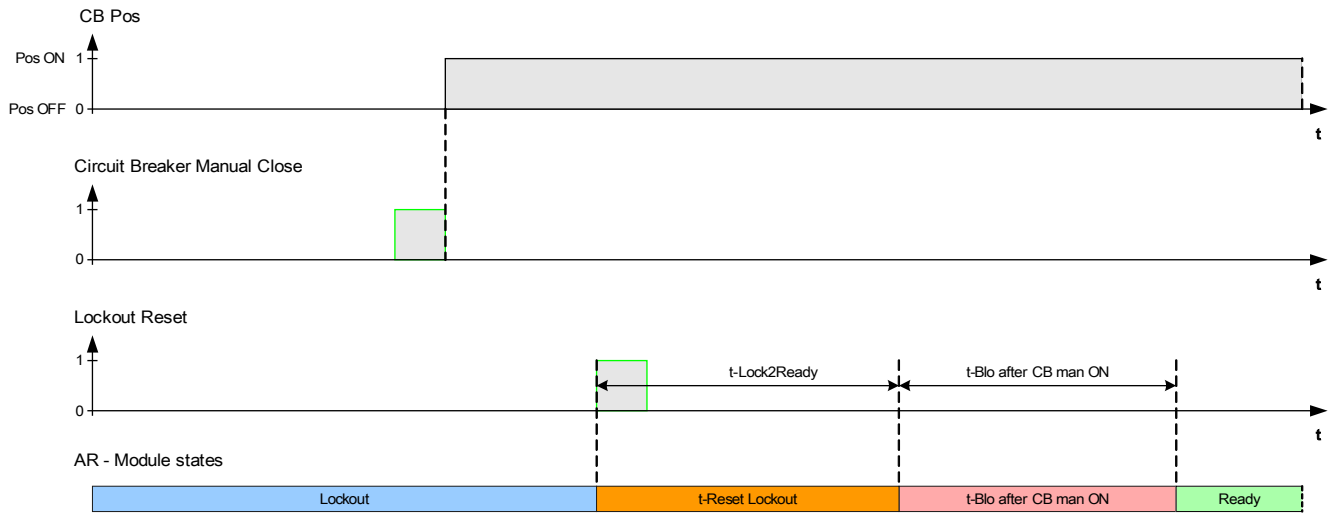 CB Pos
Pos ON 1
Pos OFF 0
t
Circuit Breaker Manual Close
1
0
t
Lockout Reset
1
t-Lock2Ready t-Blo after CB man ON
0
t
AR - Module states
Lockout t-Reset Lockout t-Blo after CB man ON Ready